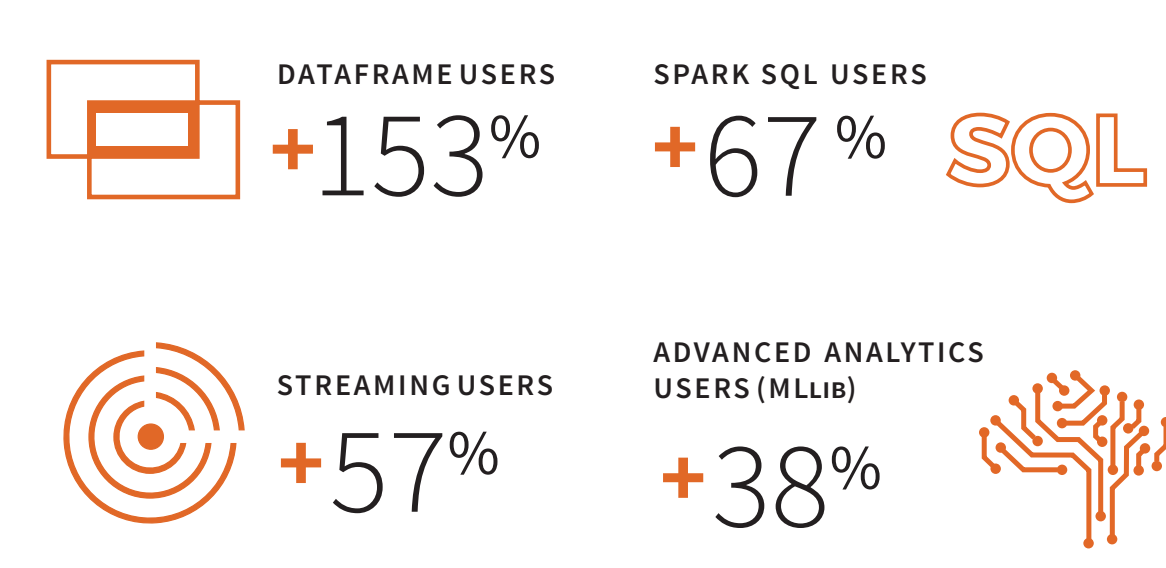 DATAFRAME USERS
+153%
SPARK SQL USERS
+67%
SQL
STREAMING USERS
+57%
ADVANCED ANALYTICS
USERS (MLLIB)
+38%